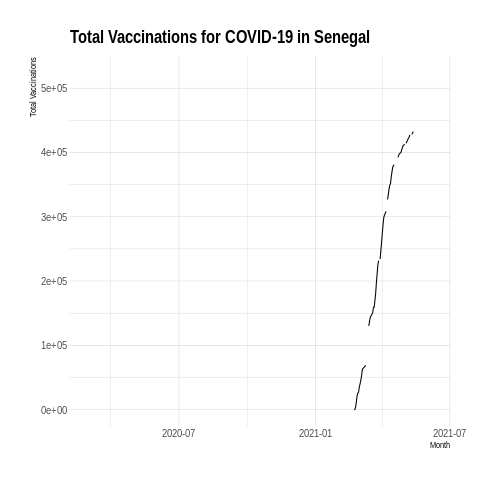 Total Vaccinations for COVID-19 in Senegal
Total Vaccinations
5e+05
4e+05
3e+05
2e+05
1e+05
0e+00
2020-07 2021-01 2021-07
Month